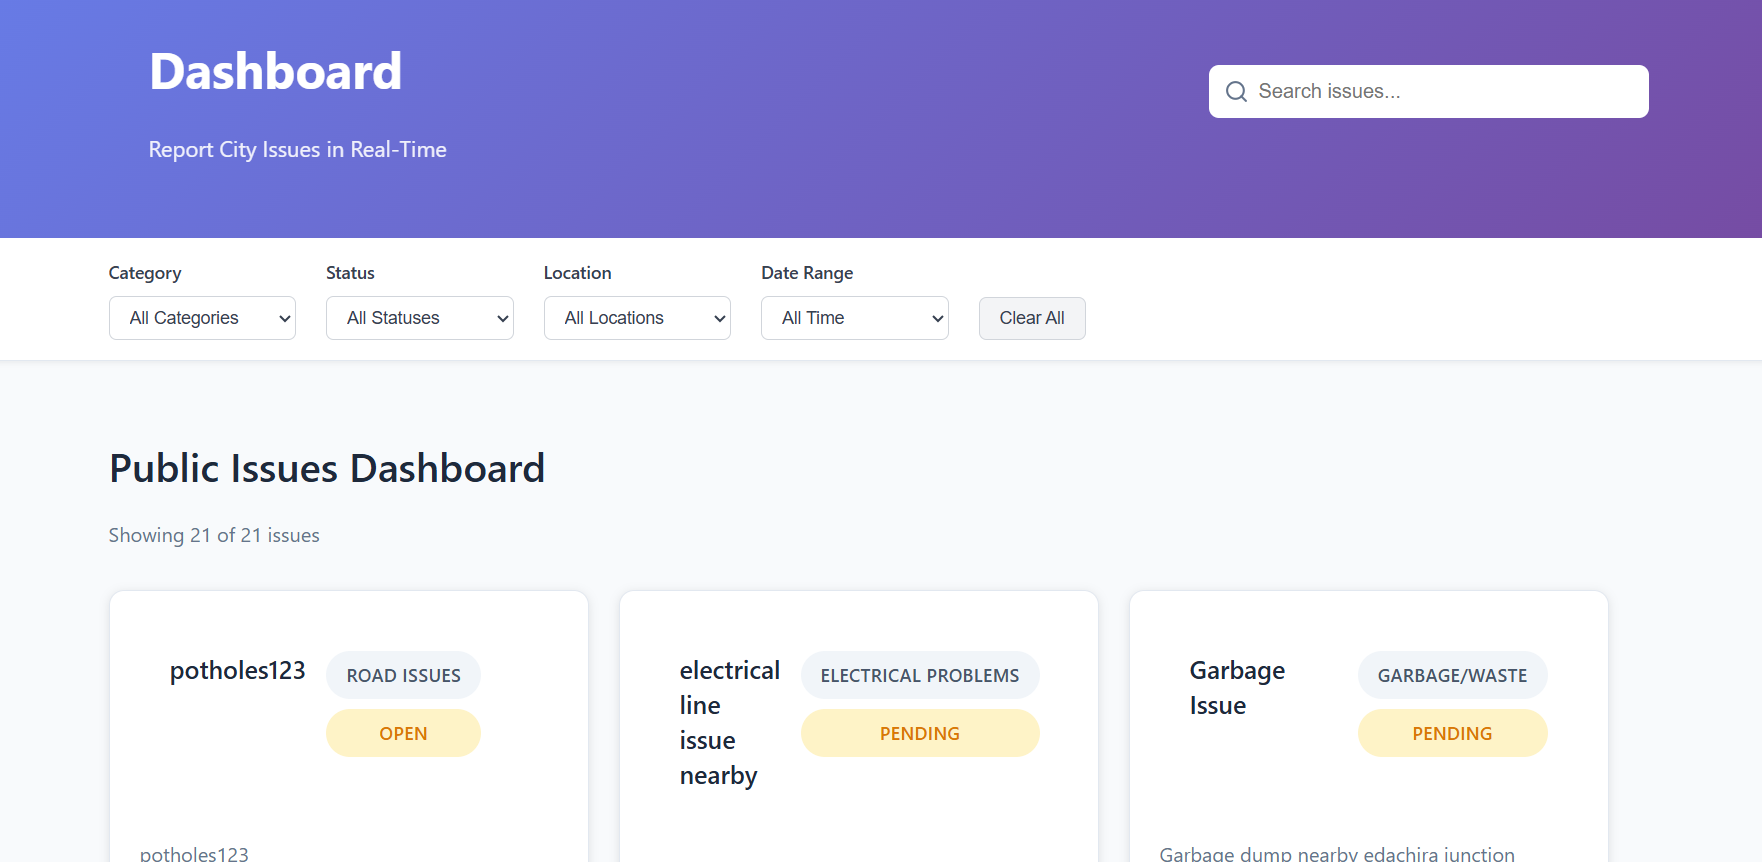 Dashboard
Search issues...
Report City Issues in Real-Time
Category
Status
Location
Date Range
All Categories
All Statuses
All Locations
All Time
Clear All
Public Issues Dashboard
Showing 21 of 21 issues
potholes123
ROAD ISSUES
OPEN
potholes123
electrical
line
issue
nearby
ELECTRICAL PROBLEMS
PENDING
Garbage
Issue
GARBAGE/WASTE
PENDING
Garbage dump nearby edachira junction